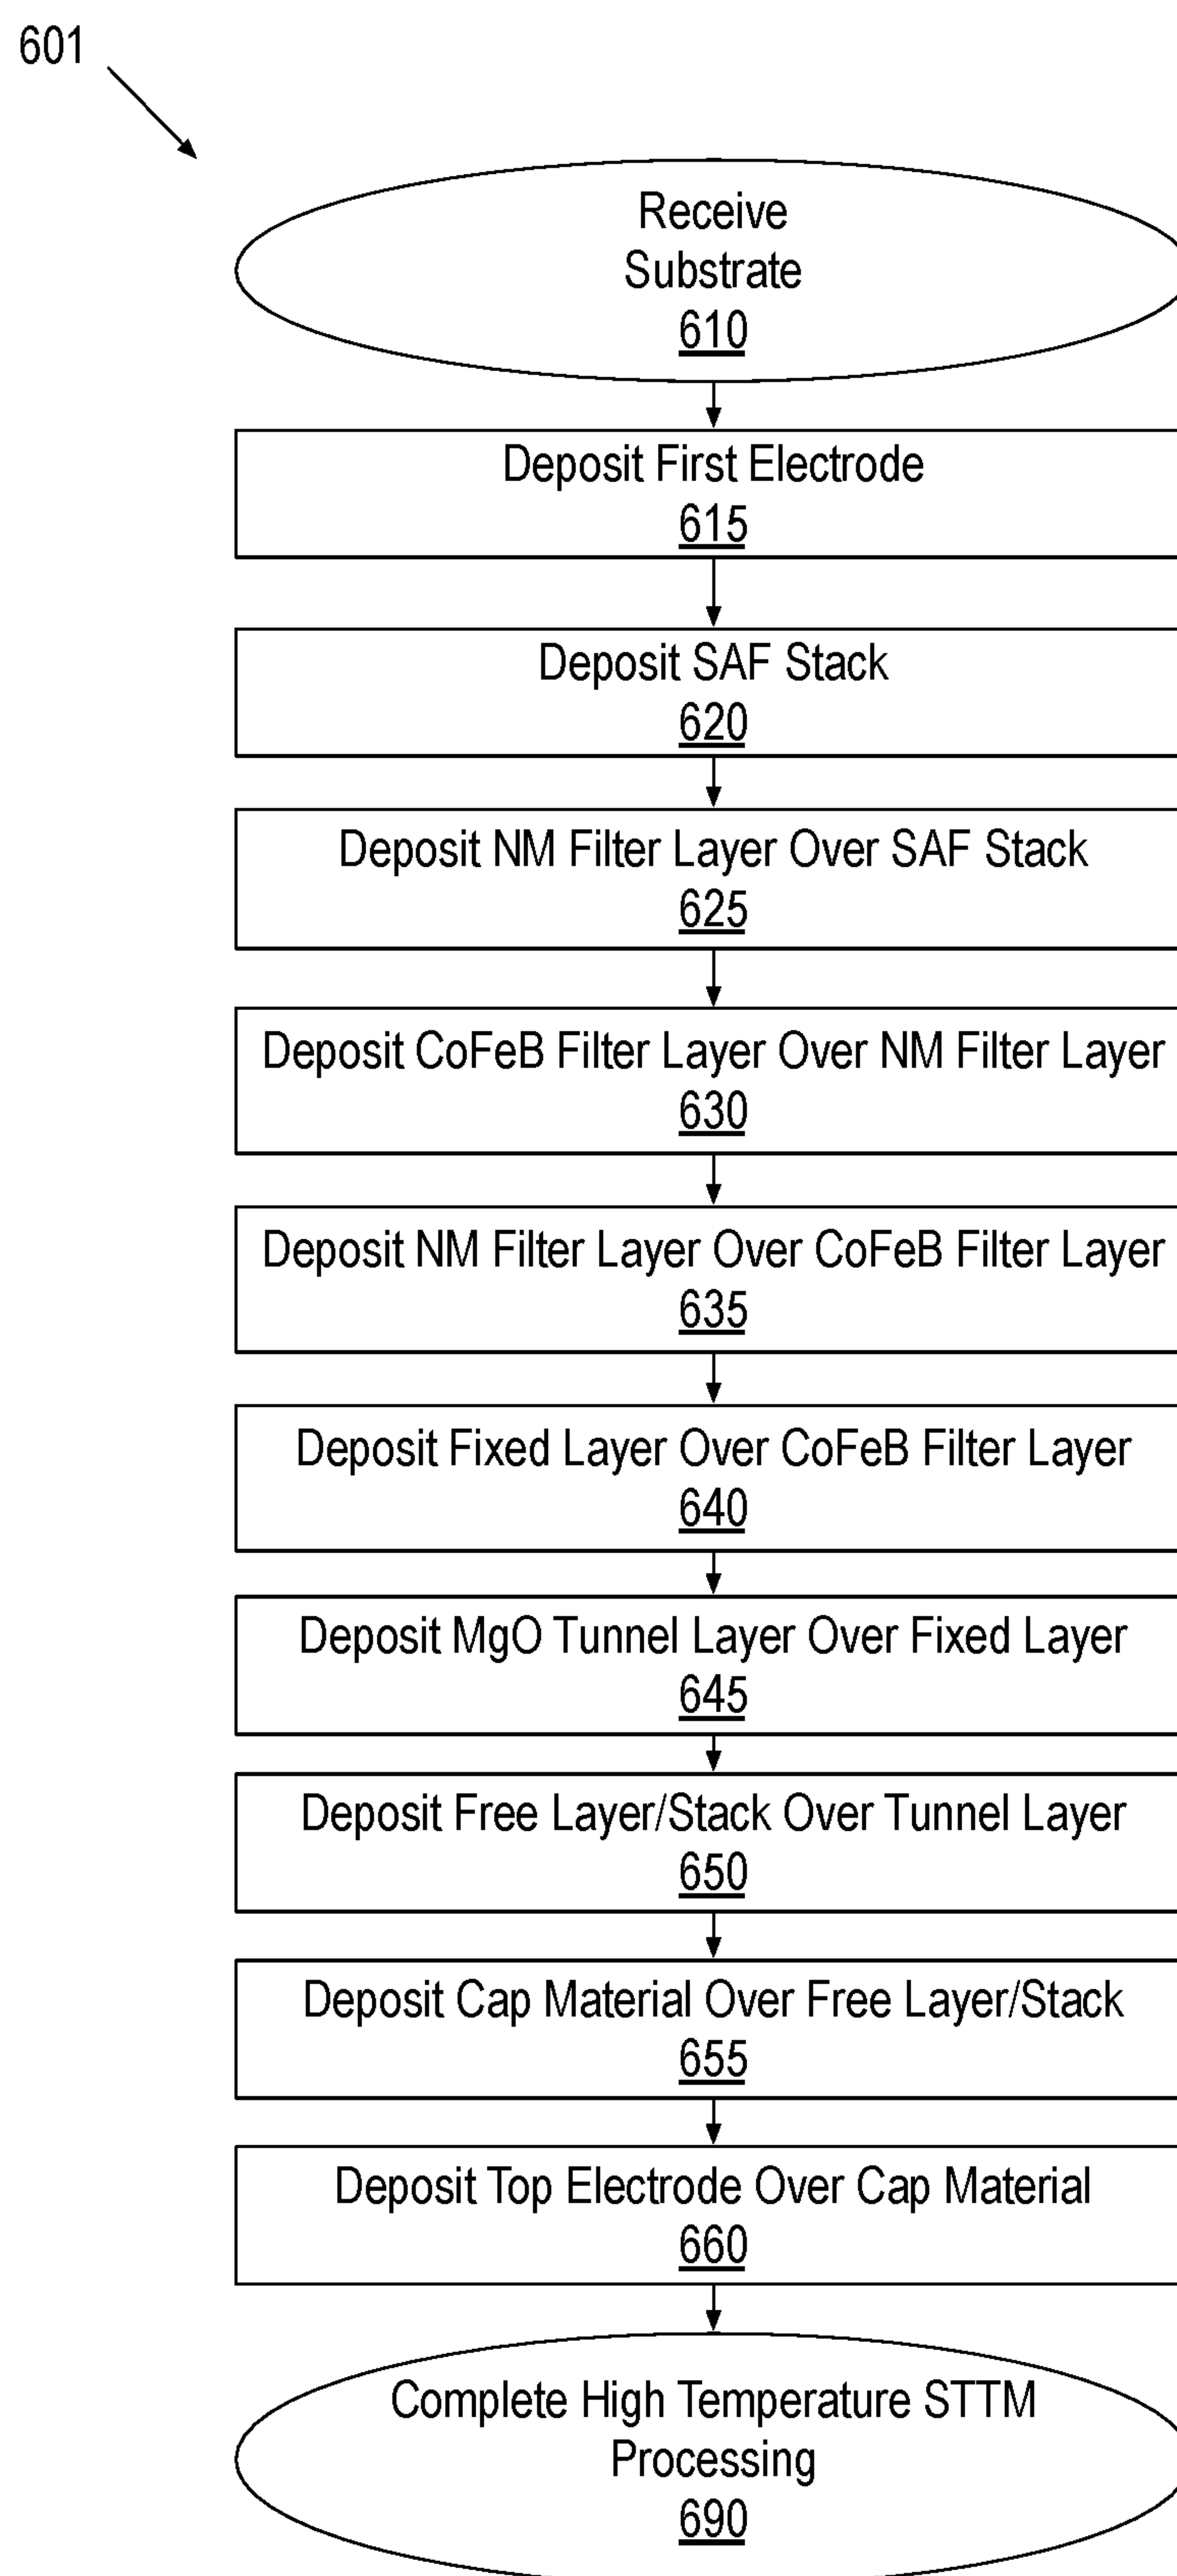 601
Receive
Substrate
610
Deposit First Electrode
615
Deposit SAF Stack
620
Deposit NM Filter Layer Over SAF Stack
625
Deposit CoFeB Filter Layer Over NM Filter Layer
630
Deposit NM Filter Layer Over CoFeB Filter Layer
635
Deposit Fixed Layer Over CoFeB Filter Layer
640
Deposit MgO Tunnel Layer Over Fixed Layer
645
Deposit Free Layer/Stack Over Tunnel Layer
650
Deposit Cap Material Over Free Layer/Stack
655
Deposit Top Electrode Over Cap Material
660
Complete High Temperature STTM
Processing
690